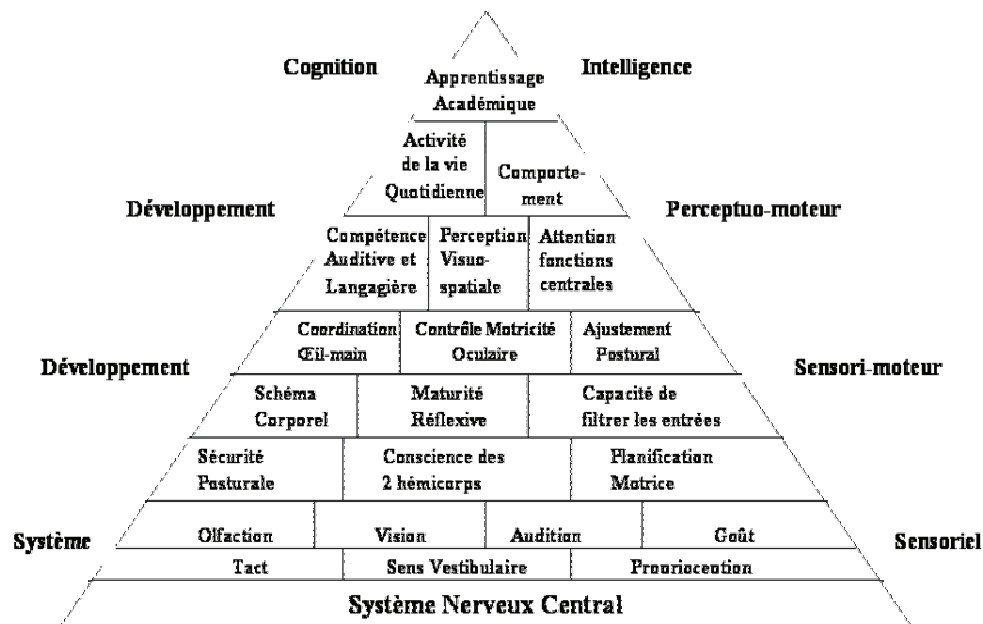 Cognition
Intelligence
Apprentissage
Académique
Activité
de la vie
Quotidienne
Comporte-
ment
Développement
Perceptuo-moteur
Compétence
Auditive et
Langagière
Perception
Visuo-
spatiale
Attention
fonctions
centrales
Coordination
Œil-main
Contrôle Motricité
Oculaire
Ajustement
Postural
Développement
Sensori-moteur
Schéma
Corporel
Maturité
Réflexive
Capacité de
filtrer les entrées
Sécurité
Posturale
Conscience des
2 hémicorps
Planification
Motrice
Système
Sensoriel
Olfaction
Vision
Audition
Goût
Tact
Sens Vestibulaire
Proprioception
Système Nerveux Central